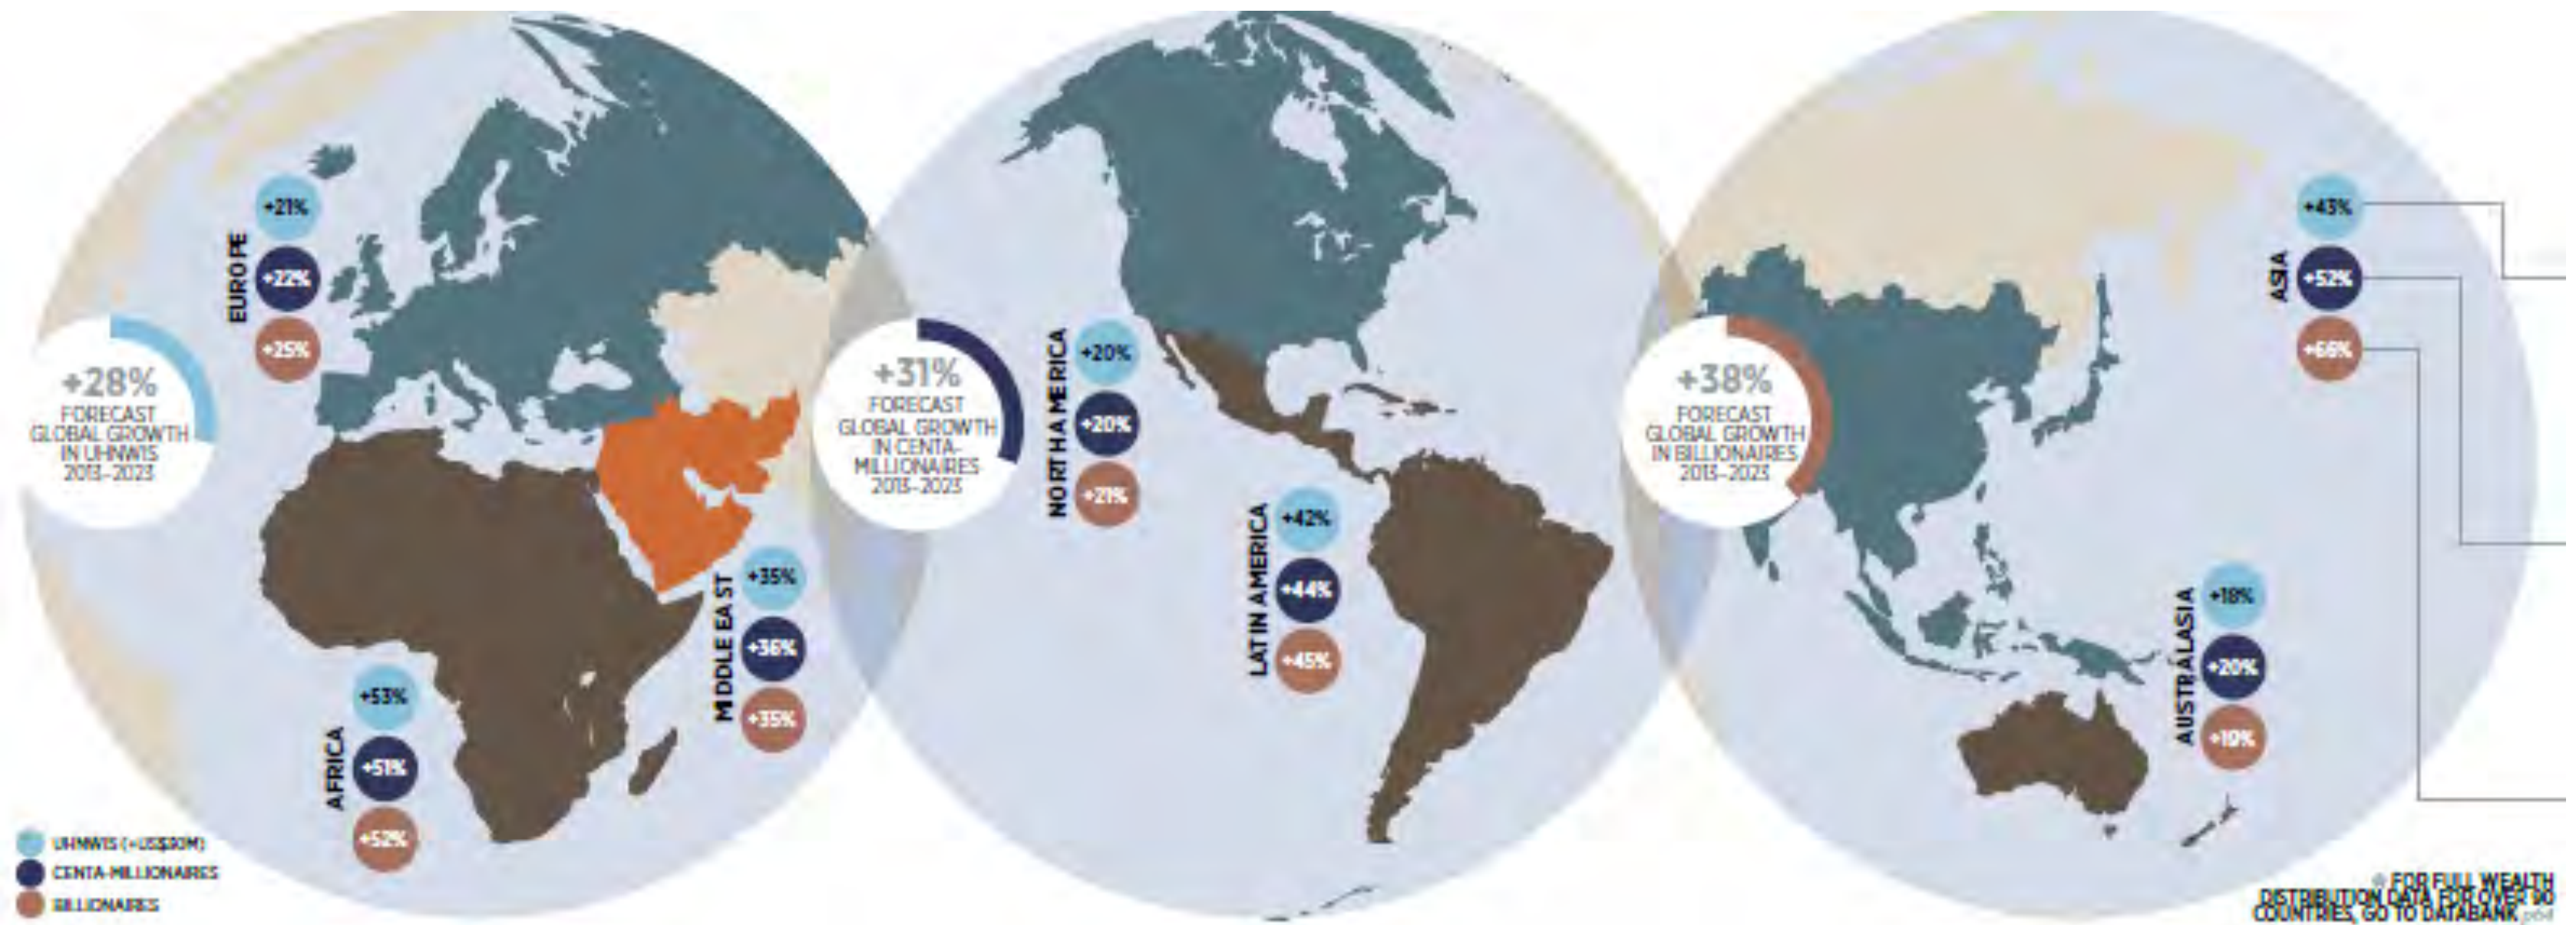 EUROPE
+21%
+22%
+25%
+28%
FORECAST
GLOBAL GROWTH
IN UHNWIS
2013–2023
AFRICA
+53%
+51%
+52%
MIDDLE EAST
+35%
+36%
+35%
UHNWIS (+US$30M)
CENTA-MILLIONAIRES
BILLIONAIRES
+31%
FORECAST
GLOBAL GROWTH
IN CENTA-
MILLIONAIRES
2013–2023
NORTH AMERICA
+20%
+20%
+21%
LATIN AMERICA
+42%
+44%
+45%
+38%
FORECAST
GLOBAL GROWTH
IN BILLIONAIRES
2013–2023
ASIA
+43%
+52%
+66%
AUSTRALASIA
+18%
+20%
+19%
FOR FULL WEALTH
DISTRIBUTION DATA FOR OVER 90
COUNTRIES, GO TO DATABANK p64